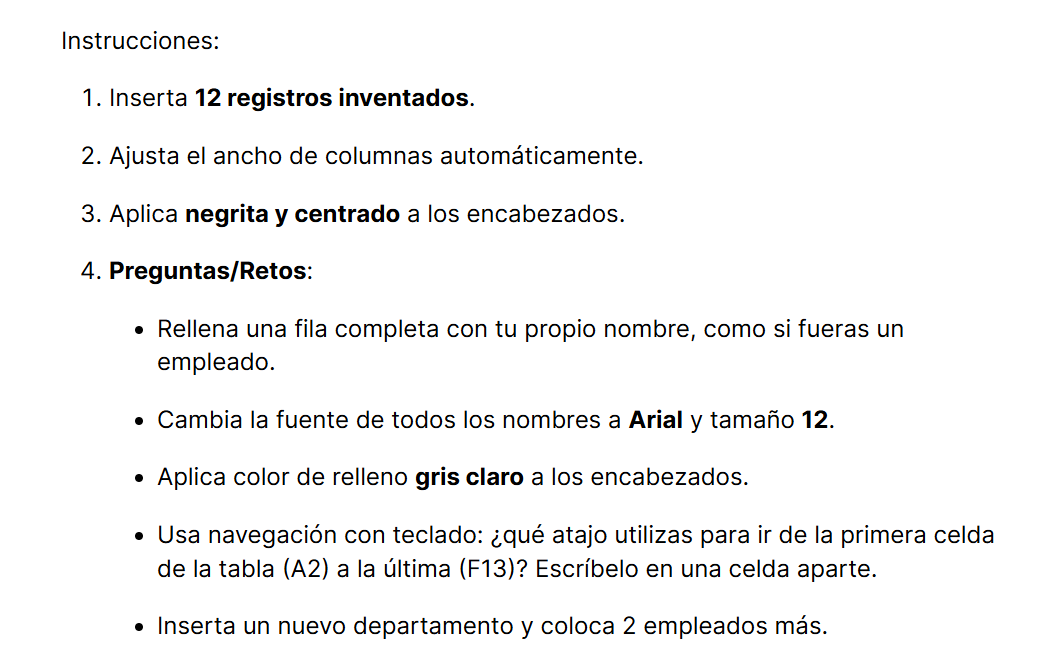 Instrucciones:
1. Inserta 12 registros inventados.
2. Ajusta el ancho de columnas automáticamente.
3. Aplica negrita y centrado a los encabezados.
4. Preguntas/Retos:
• Rellena una fila completa con tu propio nombre, como si fueras un
empleado.
• Cambia la fuente de todos los nombres a Arial y tamaño 12.
• Aplica color de relleno gris claro a los encabezados.
• Usa navegación con teclado: ¿qué atajo utilizas para ir de la primera celda
de la tabla (A2) a la última (F13)? Escríbelo en una celda aparte.
• Inserta un nuevo departamento y coloca 2 empleados más.